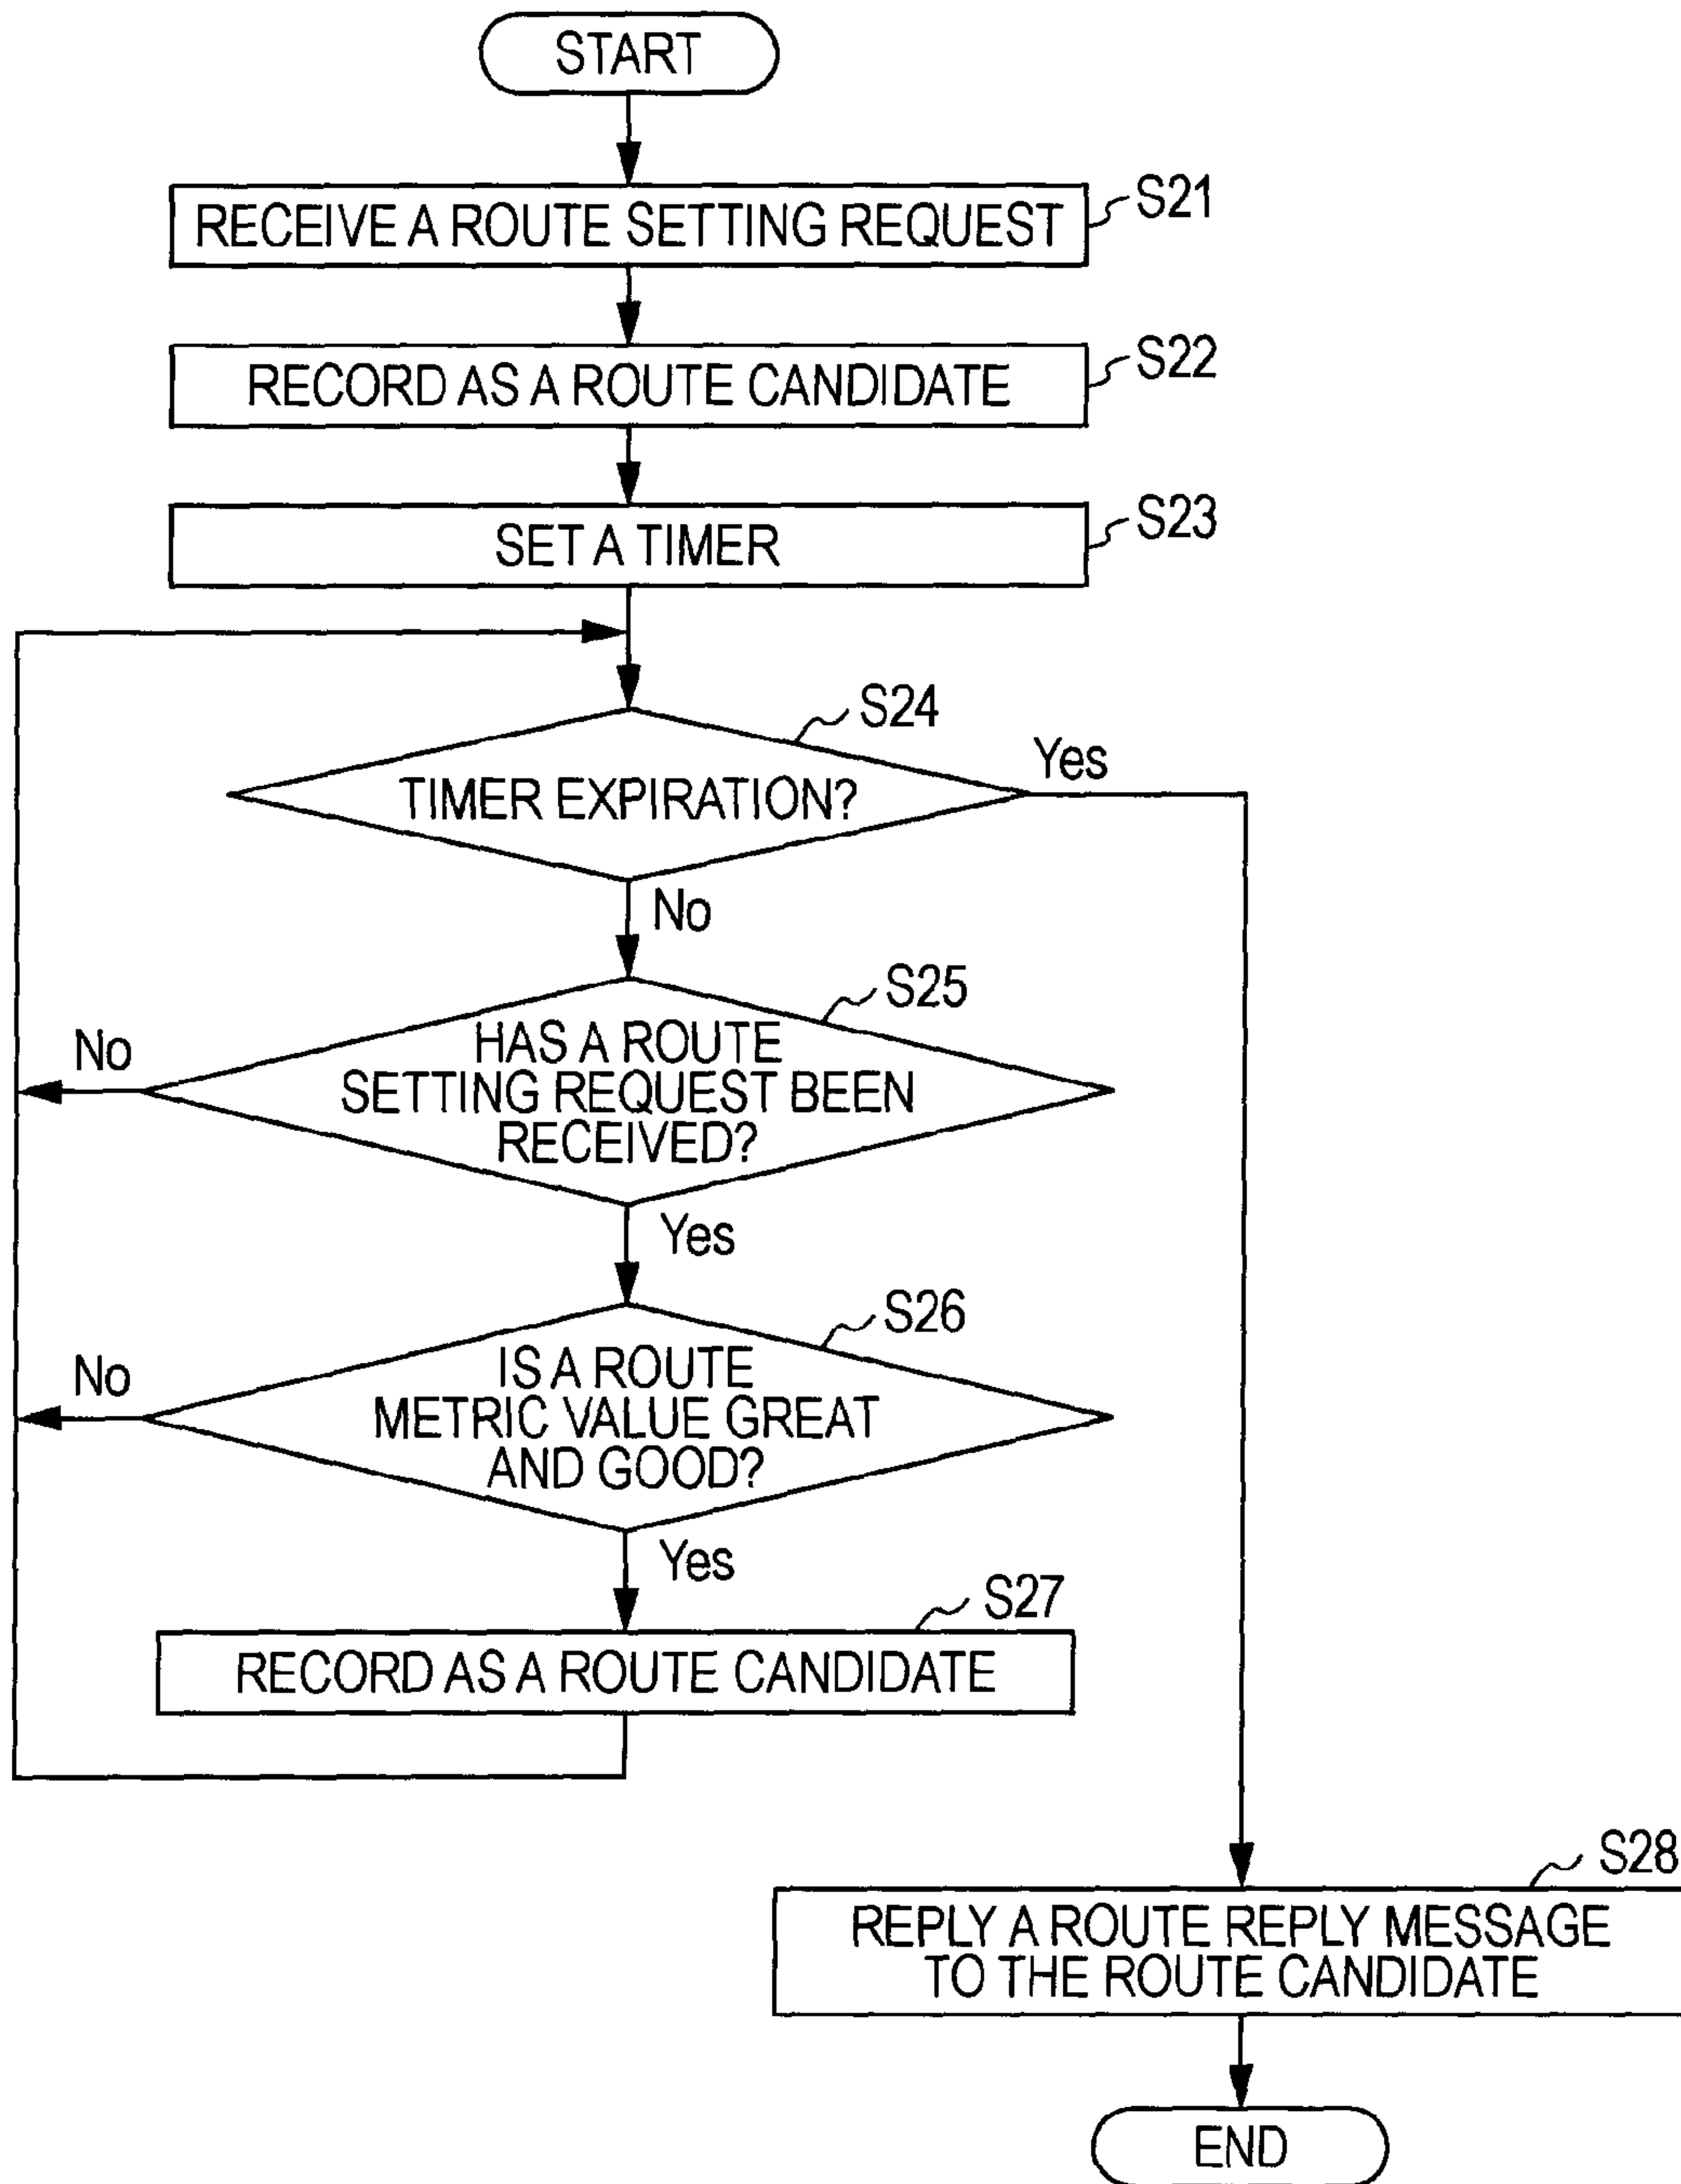 START
RECEIVE A ROUTE SETTING REQUEST
S21
RECORD AS A ROUTE CANDIDATE
S22
SET A TIMER
S23
S24
TIMER EXPIRATION?
Yes
No
S25
HAS A ROUTE
SETTING REQUEST BEEN
RECEIVED?
No
Yes
S26
IS A ROUTE
METRIC VALUE GREAT
AND GOOD?
No
Yes
S27
RECORD AS A ROUTE CANDIDATE
S28
REPLY A ROUTE REPLY MESSAGE
TO THE ROUTE CANDIDATE
END